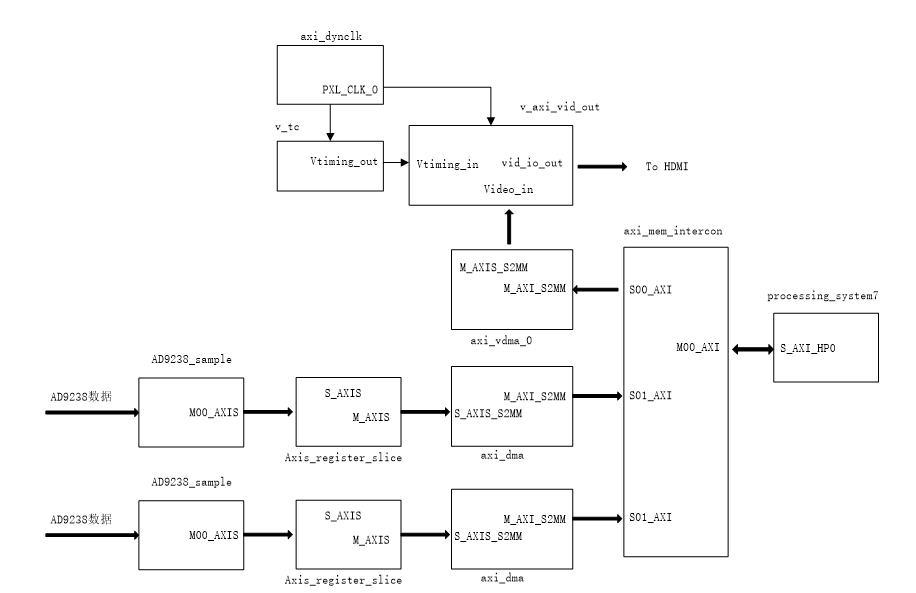 axi_dynclk
PXL_CLK_O
v_tc
Vtiming_out
v_axi_vid_out
Vtiming_in
vid_io_out
Video_in
To HDMI
M_AXIS_S2MM
M_AXI_S2MM
axi_vdma_0
axi_mem_intercon
S00_AXI
M00_AXI
S01_AXI
S01_AXI
processing_system7
S_AXI_HP0
AD9238_sample
AD9238数据
M00_AXIS
S_AXIS
M_AXIS
Axis_register_slice
M_AXI_S2MM
S_AXIS_S2MM
axi_dma
AD9238_sample
AD9238数据
M00_AXIS
S_AXIS
M_AXIS
Axis_register_slice
M_AXI_S2MM
S_AXIS_S2MM
axi_dma